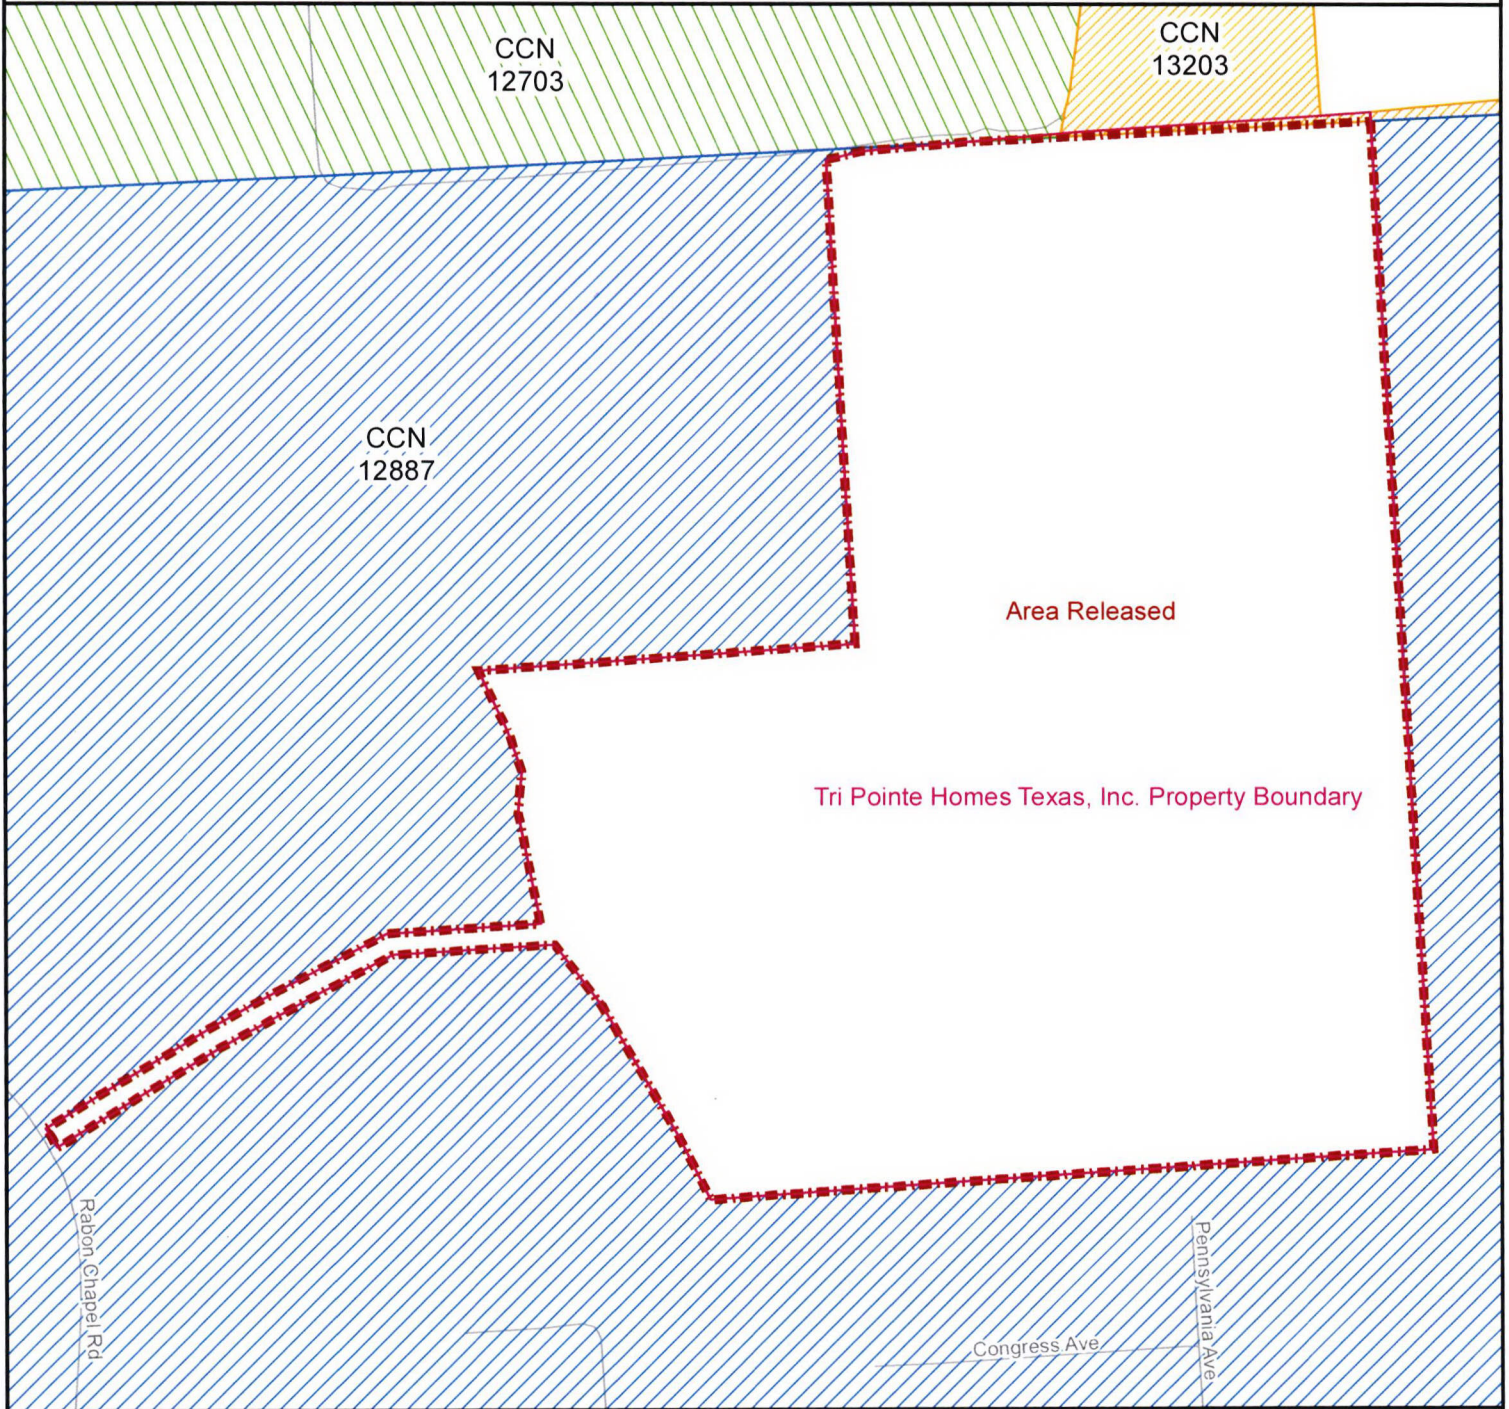 CCN
12703
CCN
13203
CCN
12887
Area Released
Tri Pointe Homes Texas, Inc. Property Boundary
Rabon Chapel Rd
Pennsylvania Ave
Congress Ave